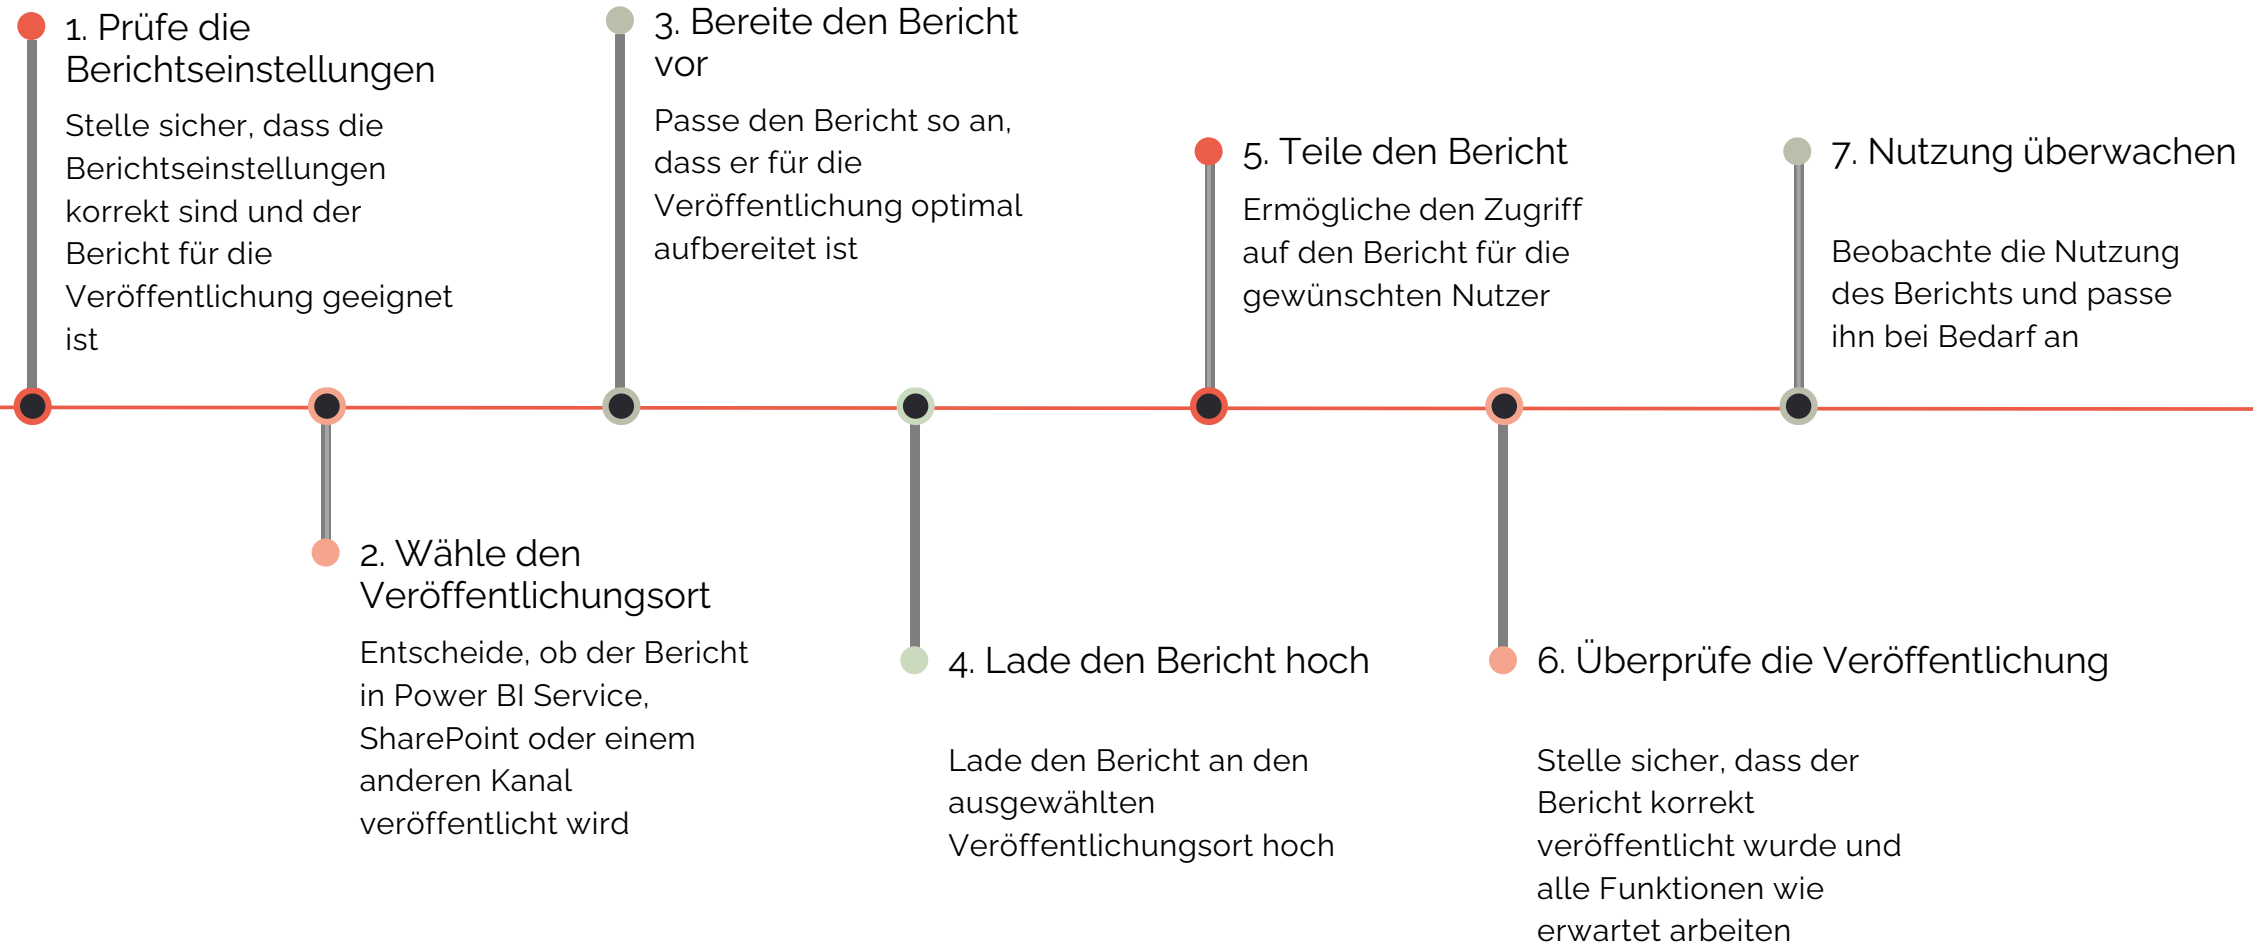 1. Prüfe die
Berichtseinstellungen
Stelle sicher, dass die
Berichtseinstellungen
korrekt sind und der
Bericht für die
Veröffentlichung geeignet
ist
2. Wähle den
Veröffentlichungsort
Entscheide, ob der Bericht
in Power BI Service,
SharePoint oder einem
anderen Kanal
veröffentlicht wird
3. Bereite den Bericht
vor
Passe den Bericht so an,
dass er für die
Veröffentlichung optimal
aufbereitet ist
4. Lade den Bericht hoch
Lade den Bericht an den
ausgewählten
Veröffentlichungsort hoch
5. Teile den Bericht
Ermögliche den Zugriff
auf den Bericht für die
gewünschten Nutzer
6. Überprüfe die Veröffentlichung
Stelle sicher, dass der
Bericht korrekt
veröffentlicht wurde und
alle Funktionen wie
erwartet arbeiten
7. Nutzung überwachen
Beobachte die Nutzung
des Berichts und passe
ihn bei Bedarf an